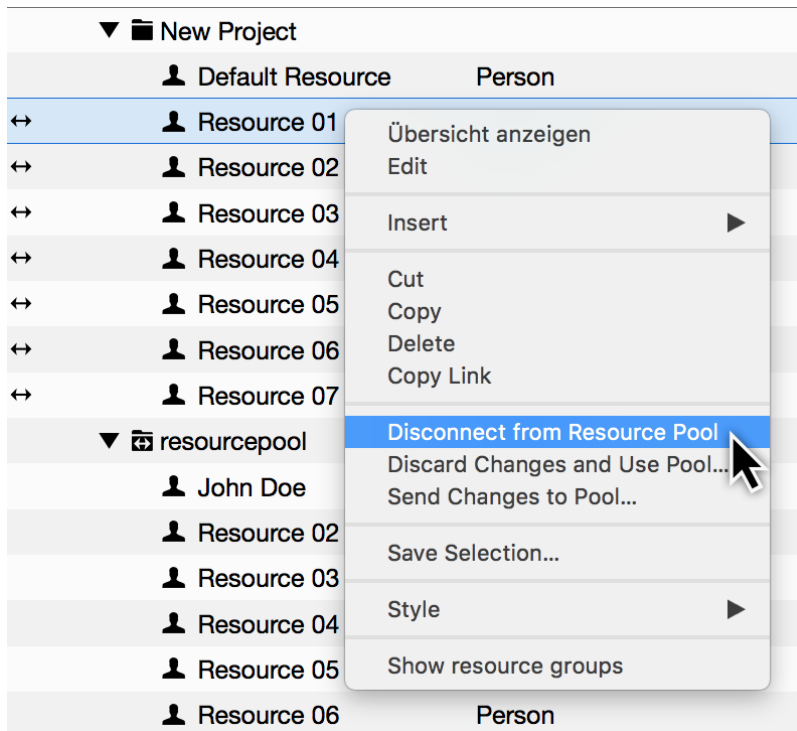 New Project
Default Resource Person
Resource 01
Resource 02
Resource 03
Resource 04
Resource 05
Resource 06
Resource 07
resourcepool
John Doe
Resource 02
Resource 03
Resource 04
Resource 05
Resource 06 Person
Übersicht anzeigen
Edit
Insert
Cut
Copy
Delete
Copy Link
Disconnect from Resource Pool
Discard Changes and Use Pool...
Send Changes to Pool...
Save Selection...
Style
Show resource groups